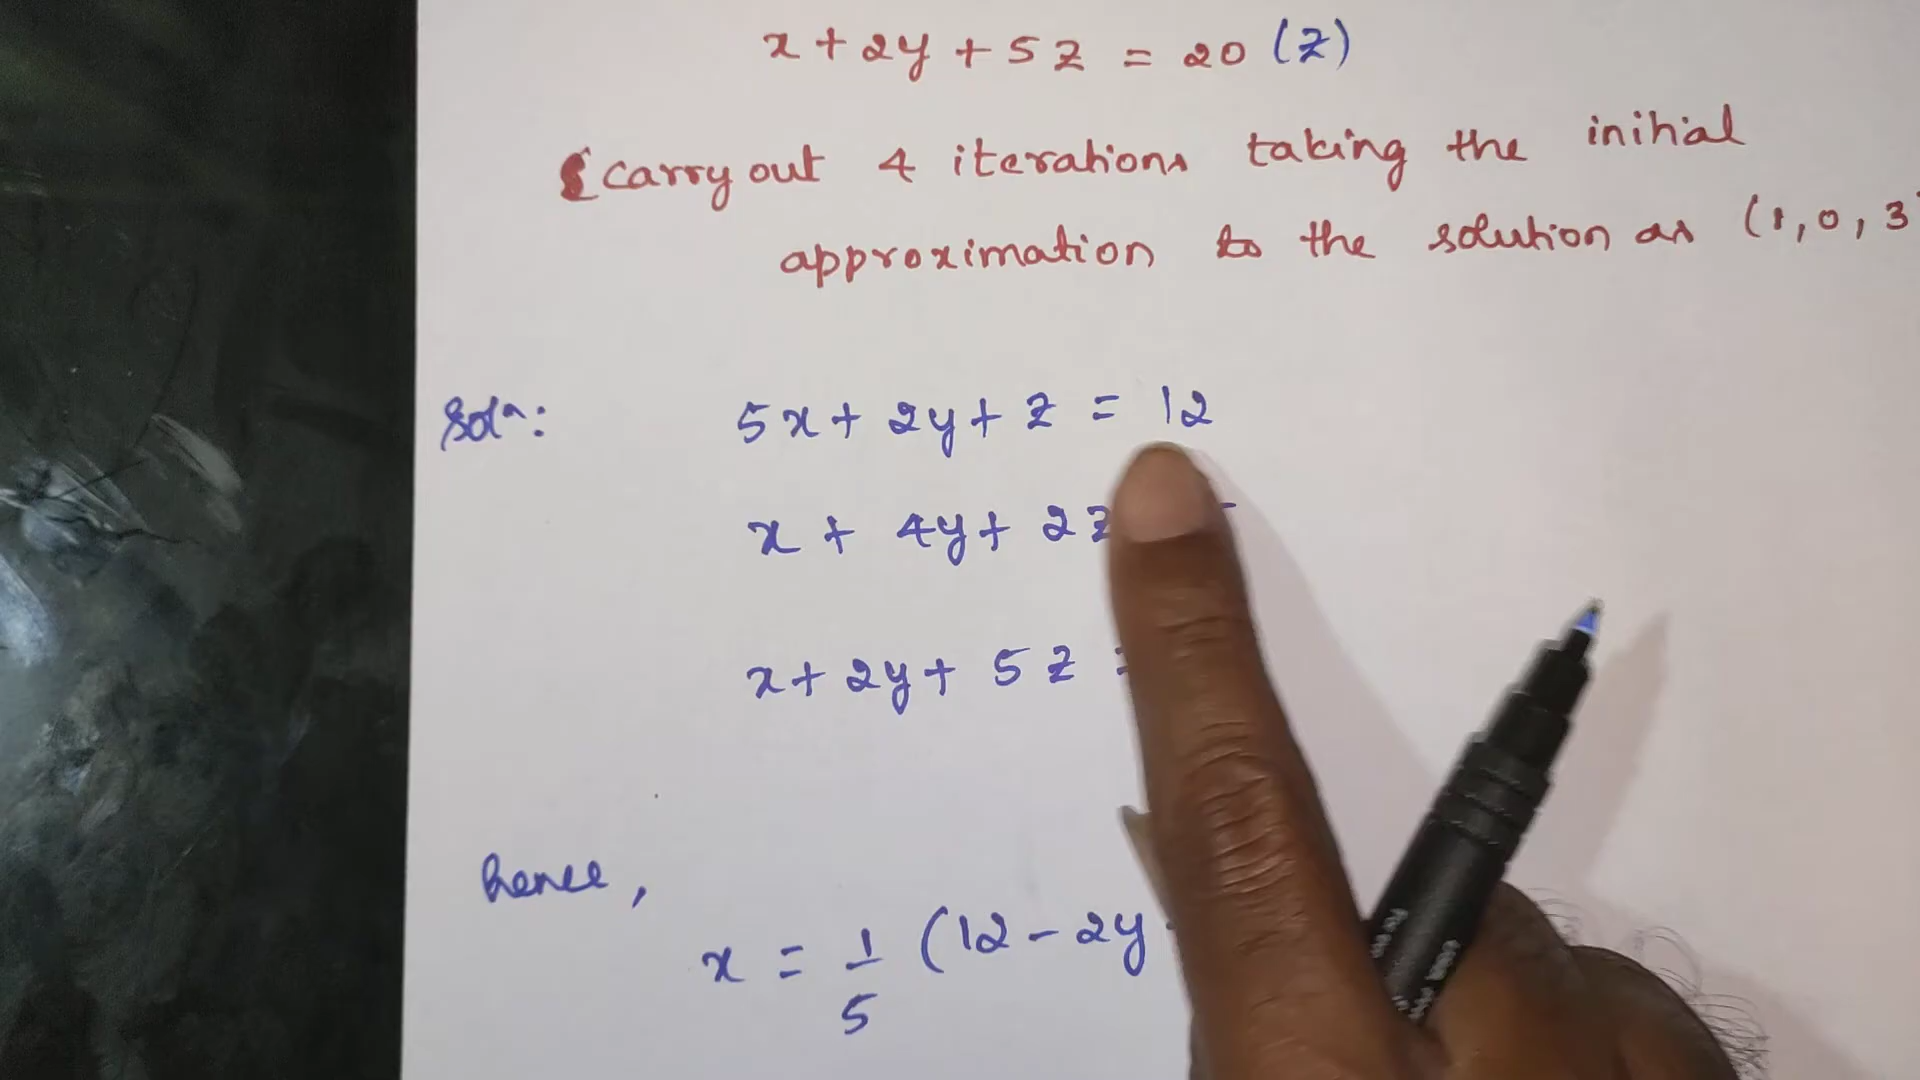 x + 2y + 5z = 20 (z)
(carry out 4 iterations taking the initial
approximation to the solution as (1, 0, 3
Soln: 5x + 2y + z = 12
x + 4y + 2z
x + 2y + 5z =
hence,
x = 1/5 (12 - 2y